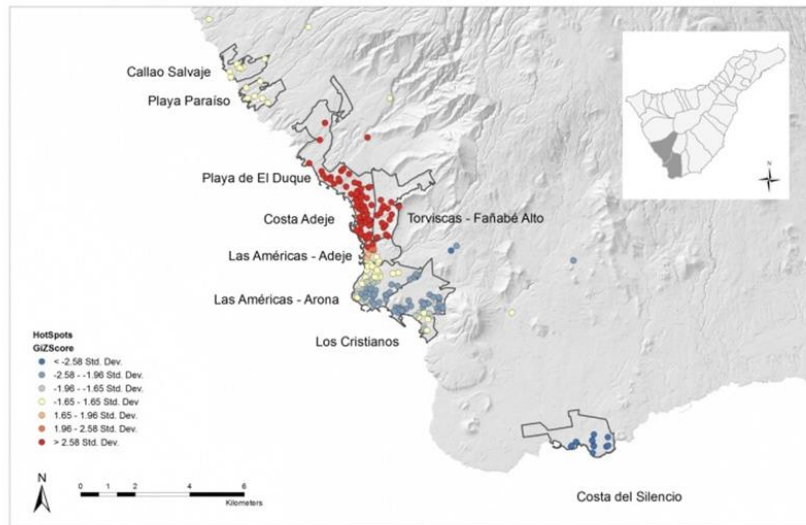 Callao Salvaje
Playa Paraíso
Playa de El Duque
Costa Adeje
Torviscas - Fañabé Alto
Las Américas - Adeje
Las Américas - Arona
Los Cristianos
Costa del Silencio
HotSpots
GiZScore
< -2.58 Std. Dev.
-2.58 - -1.96 Std. Dev.
-1.96 - -1.65 Std. Dev.
-1.65 - 1.65 Std. Dev
1.65 - 1.96 Std. Dev.
1.96 - 2.58 Std. Dev.
> 2.58 Std. Dev.
N
0 1 2 4 6
Kilometers
N